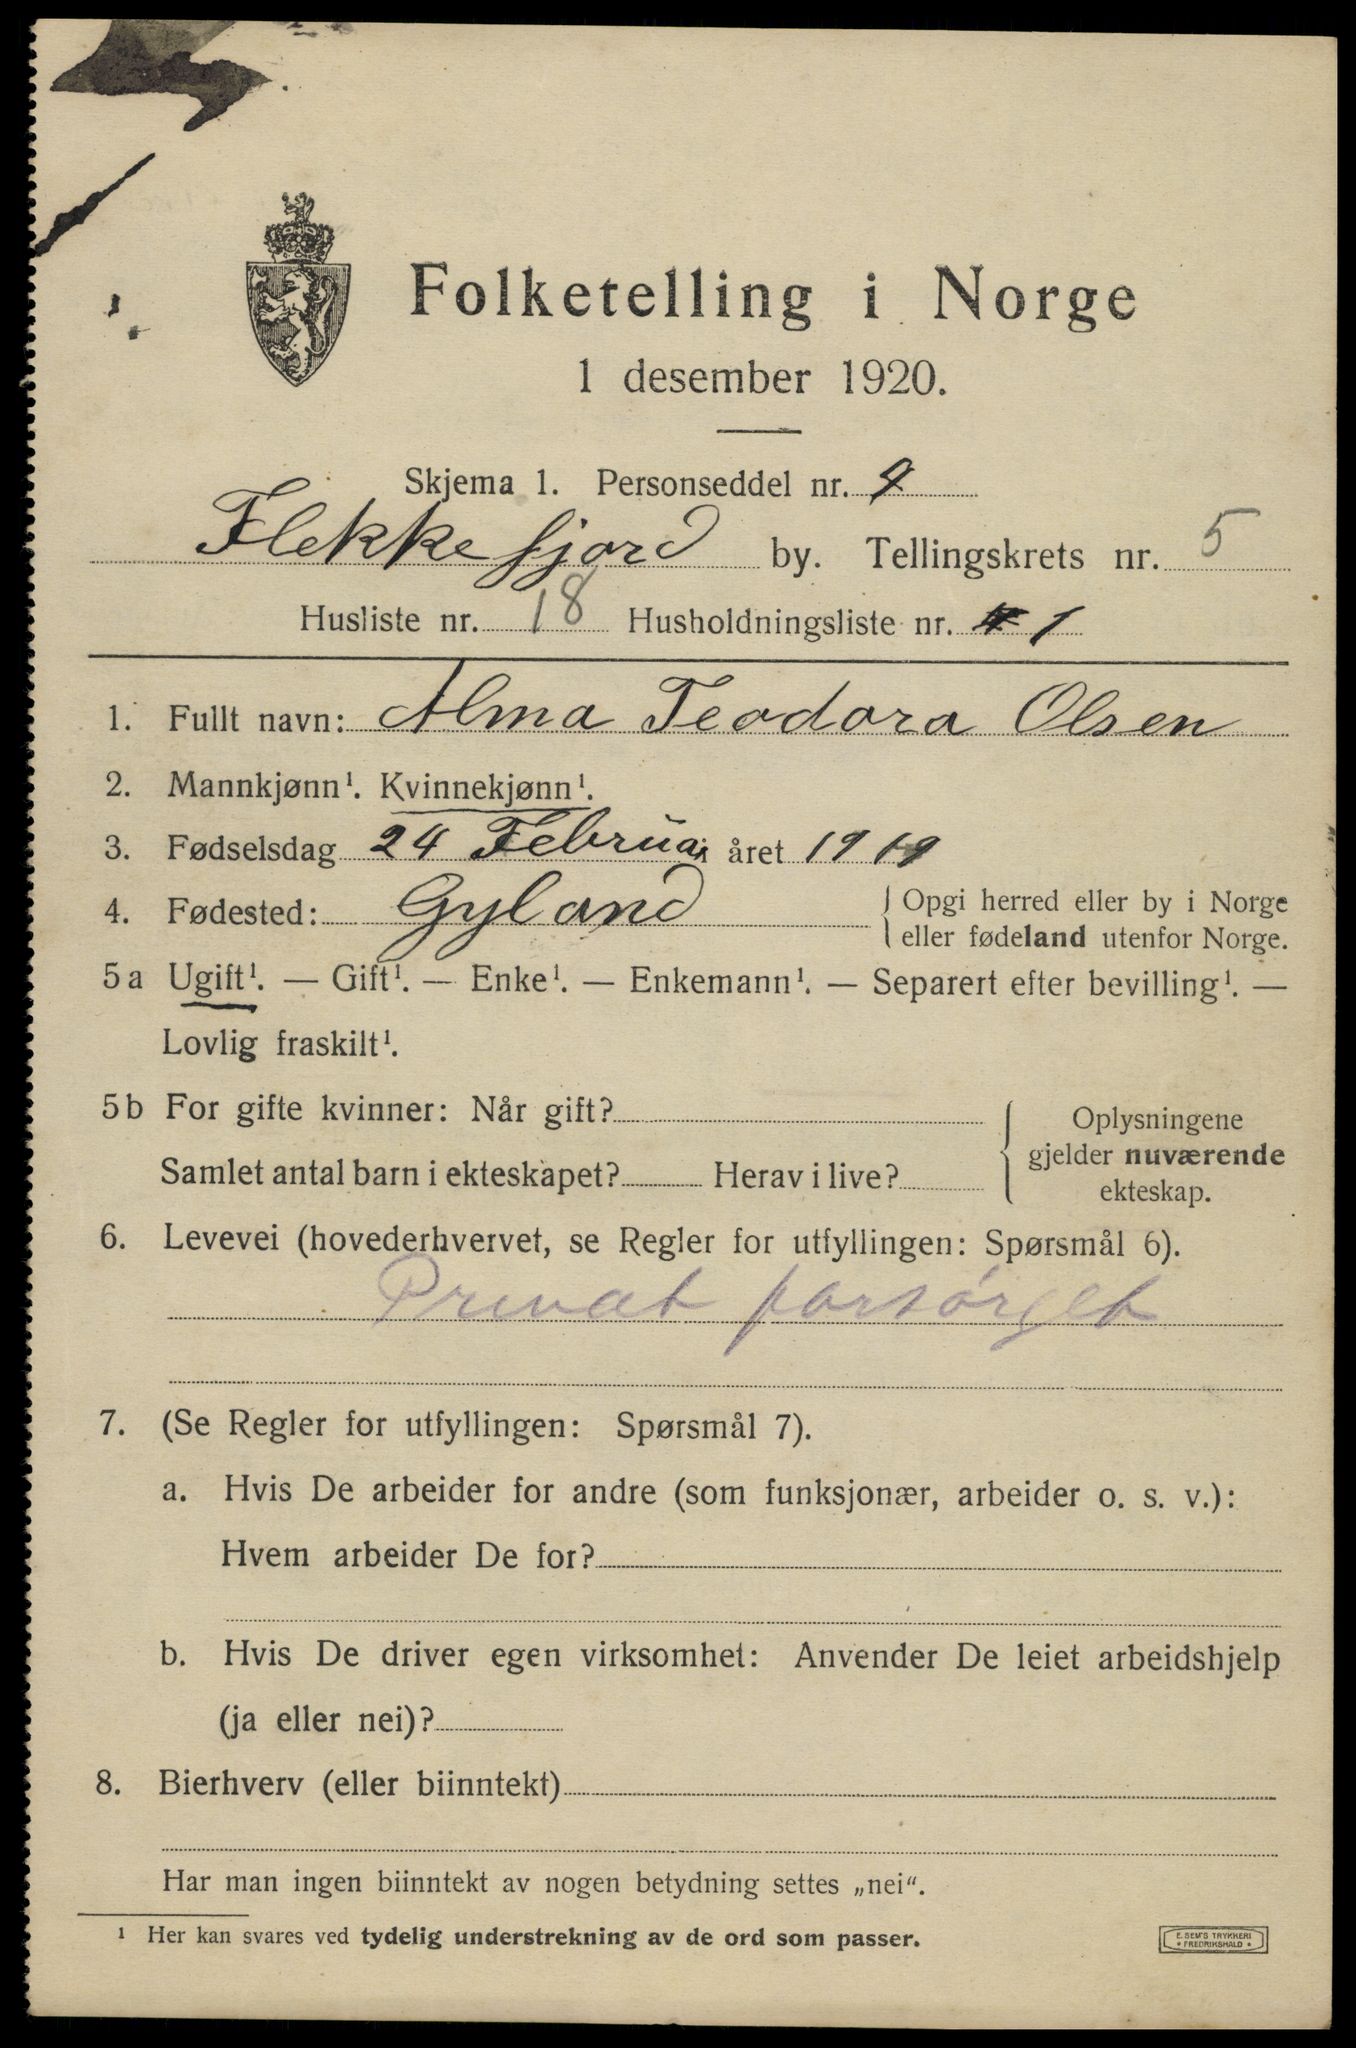 Folketelling i Norge
1 desember 1920.
Skjema 1. Personseddel nr. 9
Flekkefjord by. Tellingskrets nr. 5
Husliste nr. 18 Husholdningsliste nr. 1
1. Fullt navn: Alma Teodora Olsen
2. Mannkjønn¹. Kvinnekjønn¹.
3. Fødselsdag 24 Februar året 1919
4. Fødested: Gyland { Opgi herred eller by i Norge
eller fødeland utenfor Norge.
5a Ugift¹. — Gift¹. — Enke¹. — Enkemann¹. — Separert efter bevilling¹. —
Lovlig fraskilt¹.
5b For gifte kvinner: Når gift?
Samlet antal barn i ekteskapet? Herav i live?
{ Oplysningene
gjelder nuværende
ekteskap.
6. Levevei (hovederhvervet, se Regler for utfyllingen: Spørsmål 6).
Privat forsørget
7. (Se Regler for utfyllingen: Spørsmål 7).
a. Hvis De arbeider for andre (som funksjonær, arbeider o. s. v.):
Hvem arbeider De for?
b. Hvis De driver egen virksomhet: Anvender De leiet arbeidshjelp
(ja eller nei)?
8. Bierhverv (eller biinntekt)
Har man ingen biinntekt av nogen betydning settes „nei“.
¹ Her kan svares ved tydelig understrekning av de ord som passer.
E. SEM'S TRYKKERI
• FREDRIKSHALD •